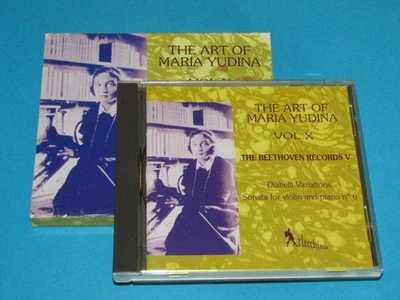 THE ART OF
MARIA YUDINA
THE ART OF
MARIA YUDINA
VOL.X
THE BEETHOVEN RECORDS V
Diabelli Variations
Sonata for violin and piano n° 6
Arlecchino